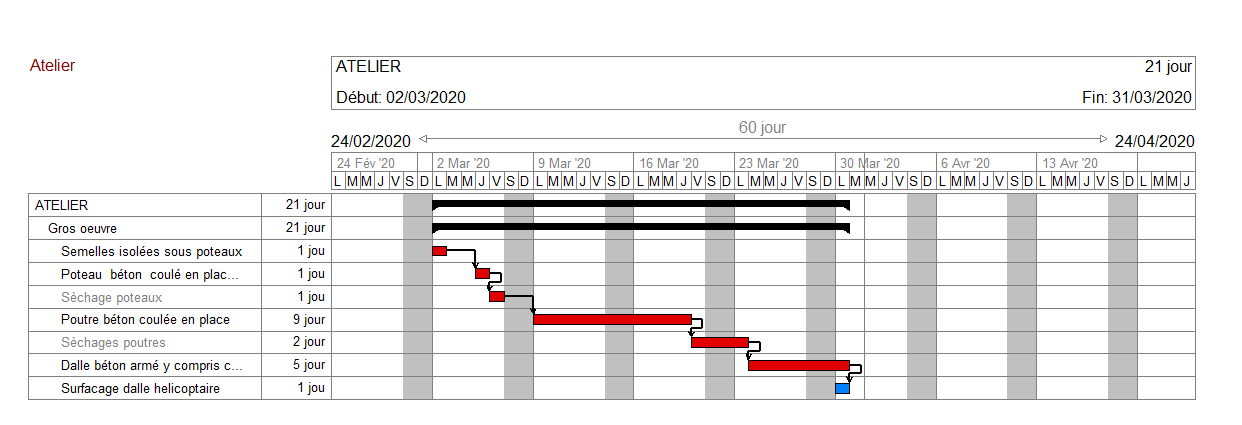 Atelier
ATELIER 21 jour
Début: 02/03/2020 Fin: 31/03/2020
60 jour
24/02/2020 24/04/2020
24 Fév '20 2 Mar '20 9 Mar '20 16 Mar '20 23 Mar '20 30 Mar '20 6 Avr '20 13 Avr '20
L M M J V S D L M M J V S D L M M J V S D L M M J V S D L M M J V S D L M M J V S D L M M J V S D L M M J V S D L M M J
ATELIER 21 jour
Gros oeuvre 21 jour
Semelles isolées sous poteaux 1 jou
Poteau béton coulé en plac... 1 jou
Sèchage poteaux 1 jou
Poutre béton coulée en place 9 jour
Sèchages poutres 2 jour
Dalle béton armé y compris c... 5 jour
Surfacage dalle helicoptaire 1 jou